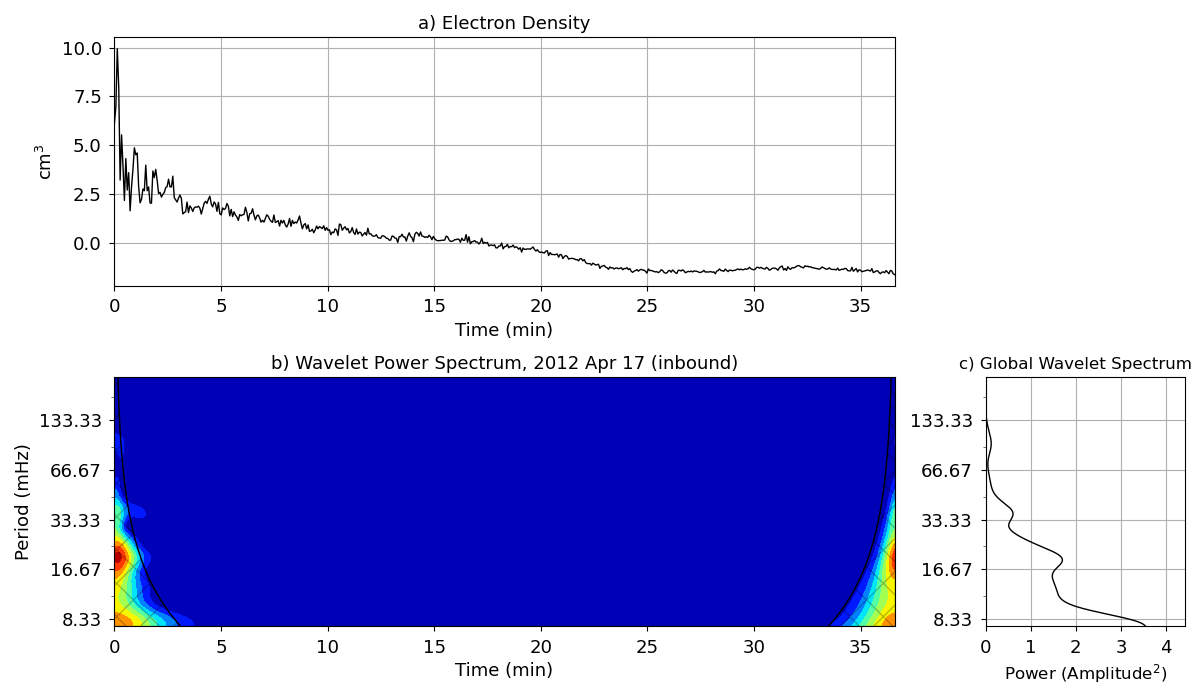 a) Electron Density
10.0
7.5
5.0
2.5
0.0
cm³
0 5 10 15 20 25 30 35
Time (min)
b) Wavelet Power Spectrum, 2012 Apr 17 (inbound)
133.33
66.67
33.33
16.67
8.33
Period (mHz)
0 5 10 15 20 25 30 35
Time (min)
c) Global Wavelet Spectrum
133.33
66.67
33.33
16.67
8.33
0 1 2 3 4
Power (Amplitude²)